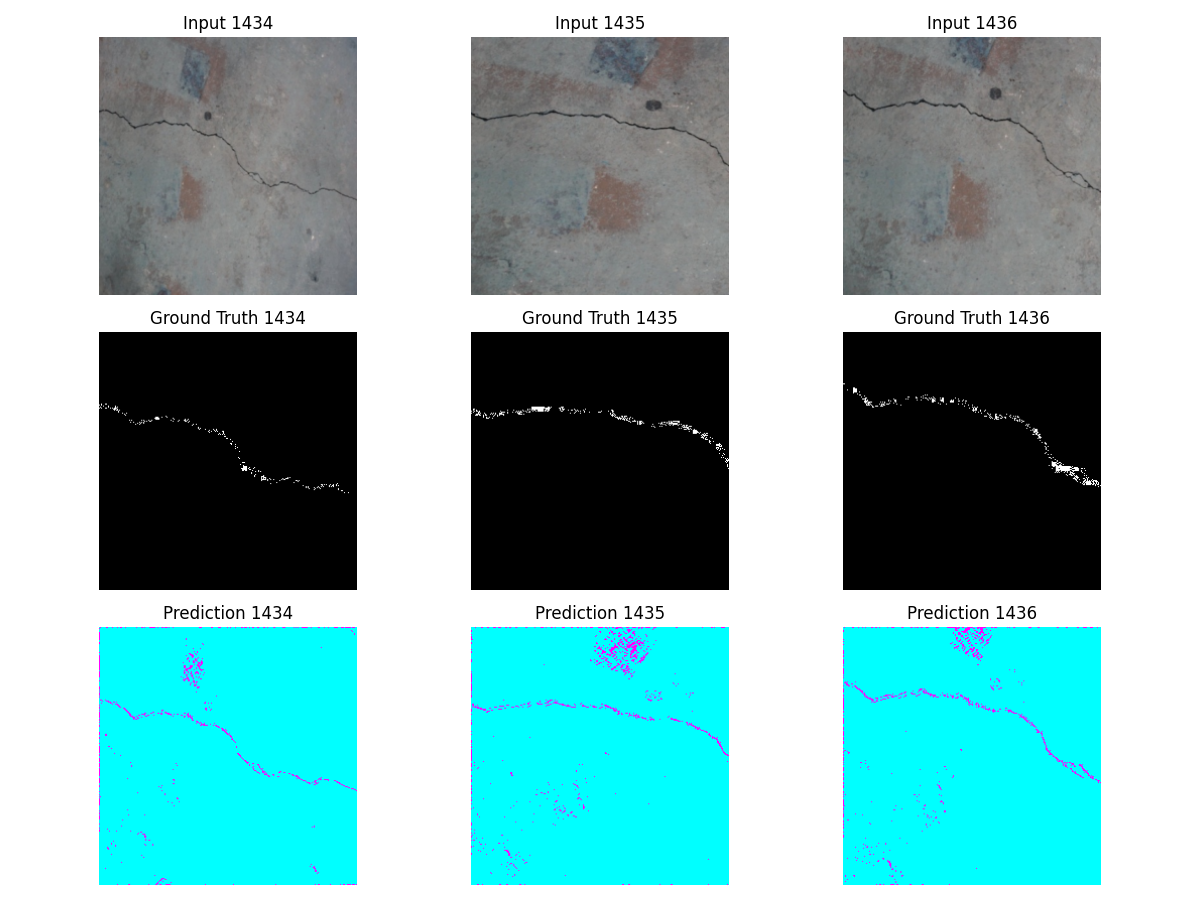 Input 1434
Input 1435
Input 1436
Ground Truth 1434
Ground Truth 1435
Ground Truth 1436
Prediction 1434
Prediction 1435
Prediction 1436